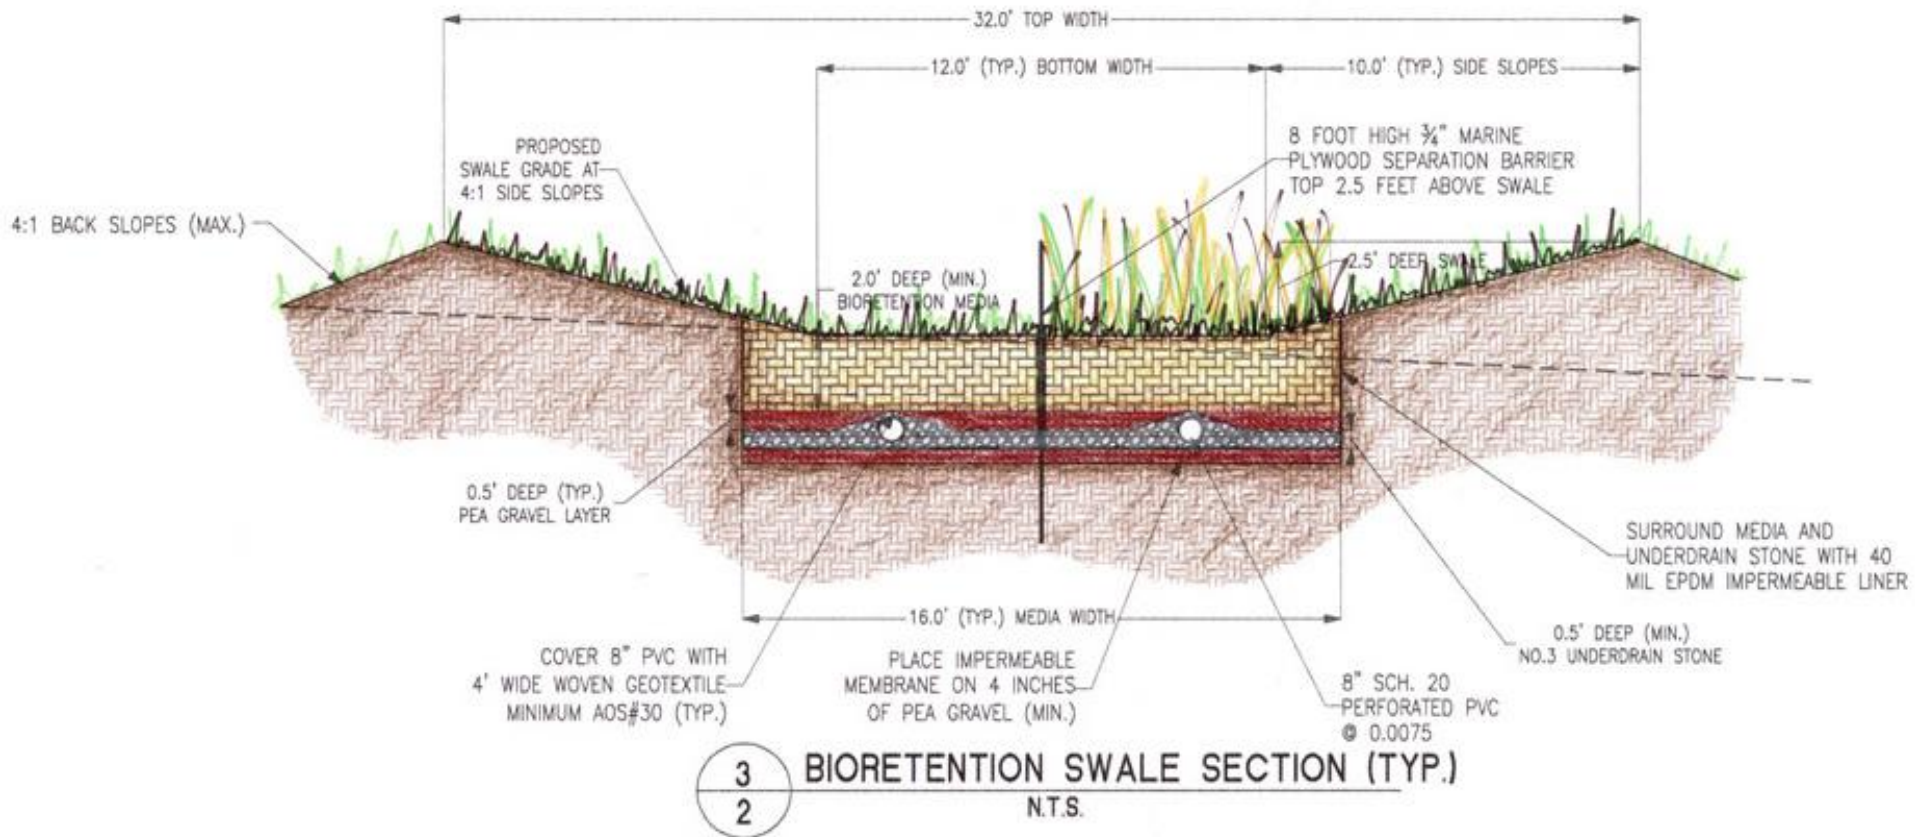 32.0' TOP WIDTH
12.0' (TYP.) BOTTOM WIDTH
10.0' (TYP.) SIDE SLOPES
PROPOSED
SWALE GRADE AT
4:1 SIDE SLOPES
8 FOOT HIGH ¾" MARINE
PLYWOOD SEPARATION BARRIER
TOP 2.5 FEET ABOVE SWALE
4:1 BACK SLOPES (MAX.)
2.0' DEEP (MIN.)
BIORETENTION MEDIA
2.5' DEEP SWALE
0.5' DEEP (TYP.)
PEA GRAVEL LAYER
SURROUND MEDIA AND
UNDERDRAIN STONE WITH 40
MIL EPDM IMPERMEABLE LINER
16.0' (TYP.) MEDIA WIDTH
0.5' DEEP (MIN.)
NO.3 UNDERDRAIN STONE
COVER 8" PVC WITH
4' WIDE WOVEN GEOTEXTILE
MINIMUM AOS#30 (TYP.)
PLACE IMPERMEABLE
MEMBRANE ON 4 INCHES
OF PEA GRAVEL (MIN.)
8" SCH. 20
PERFORATED PVC
@ 0.0075
3
2
BIORETENTION SWALE SECTION (TYP.)
N.T.S.